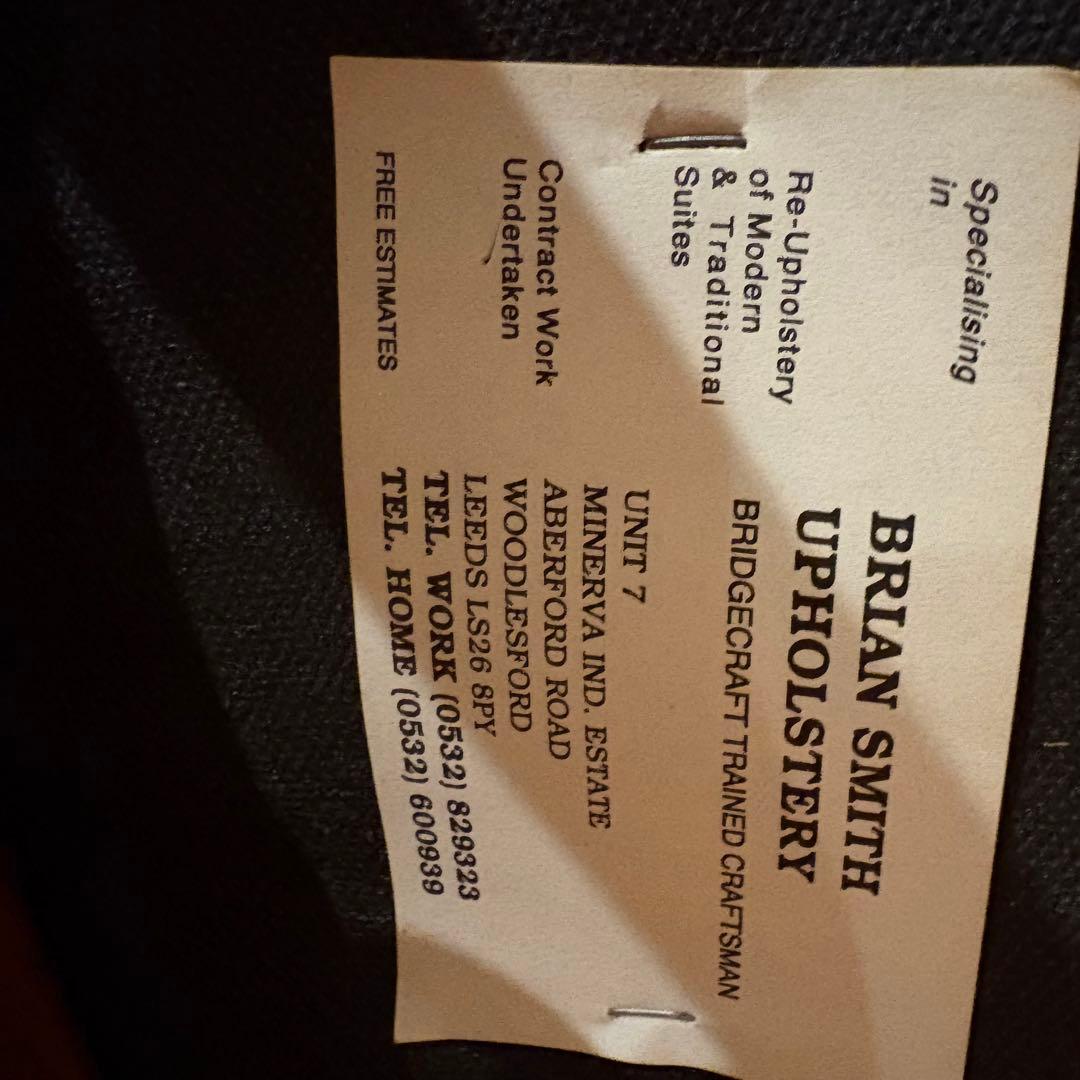 Specialising
in
BRIAN SMITH
UPHOLSTERY
Re-Upholstery
of Modern
& Traditional
Suites
BRIDGECRAFT TRAINED CRAFTSMAN
Contract Work
Undertaken
UNIT 7
MINERVA IND. ESTATE
ABERFORD ROAD
WOODLESFORD
LEEDS LS26 8PY
TEL. WORK (0532) 829323
FREE ESTIMATES
TEL. HOME (0532) 600939